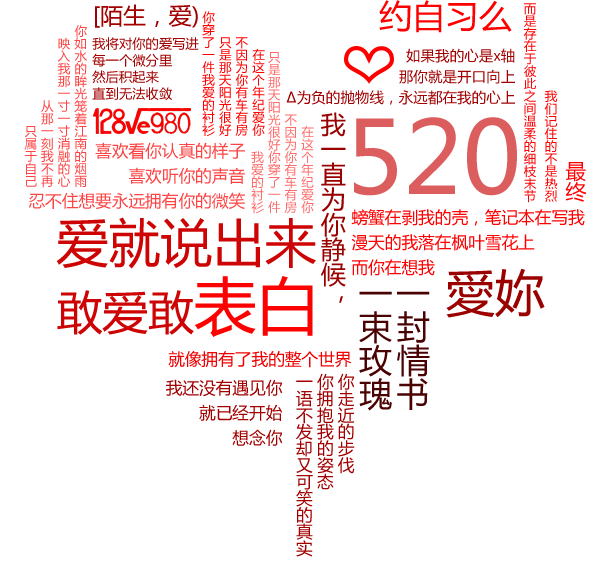 [陌生，爱)
我将对你的爱写进
每一个微分里
然后积起来
直到无法收敛
128√e980
喜欢看你认真的样子
喜欢听你的声音
忍不住想要永远拥有你的微笑
你如水的眸光笼着江南的烟雨
映入我那一寸一寸消融的心
从那一刻我不再
只属于自己
在这个年纪爱你
不因为你有车有房
只是那天阳光很好
你穿了一件我爱的衬衫
在这个年纪爱你
不因为你有车有房
只是那天阳光很好你穿了一件
我爱的衬衫
约自习么
如果我的心是x轴
那你就是开口向上
Δ为负的抛物线，永远都在我的心上
520
而是存在于彼此之间温柔的细枝末节
我们记住的不是热烈
最终
我一直为你静候，
螃蟹在剥我的壳，笔记本在写我
漫天的我落在枫叶雪花上
而你在想我
爱就说出来
敢爱敢表白
愛妳
一封情书
一束玫瑰
就像拥有了我的整个世界
我还没有遇见你
就已经开始
想念你
你走近的步伐
你拥抱我的姿态
一语不发却又可笑的真实